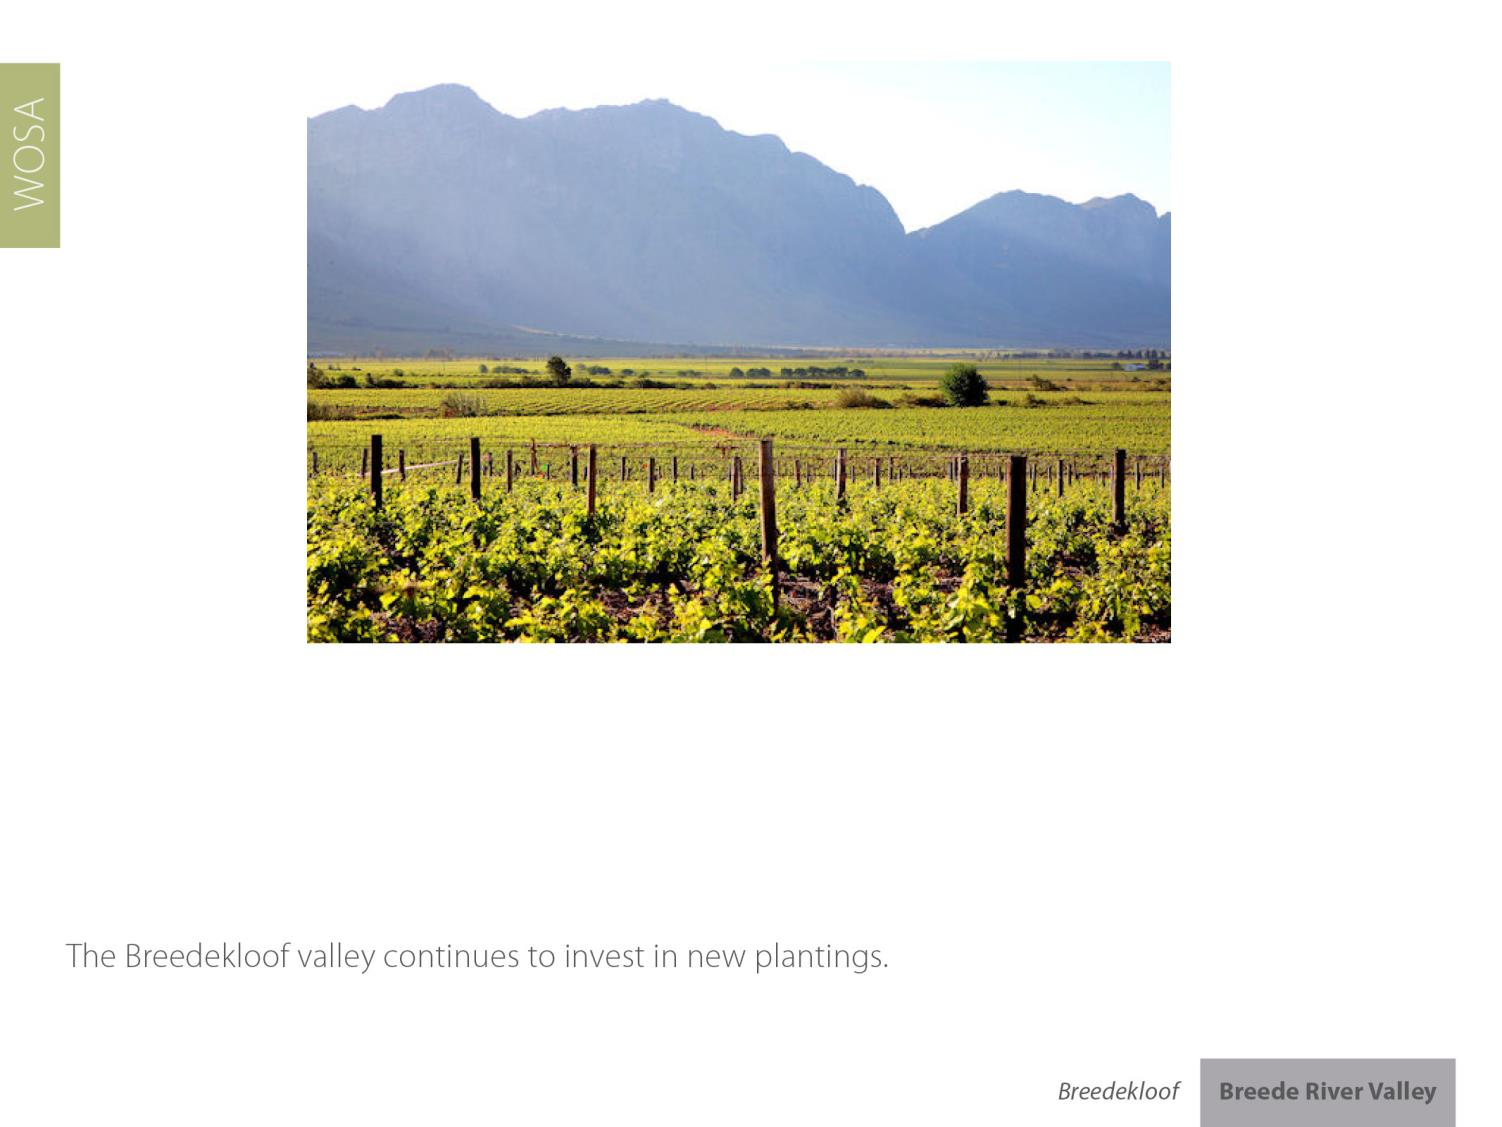 WOSA
The Breedekloof valley continues to invest in new plantings.
Breedekloof
Breede River Valley